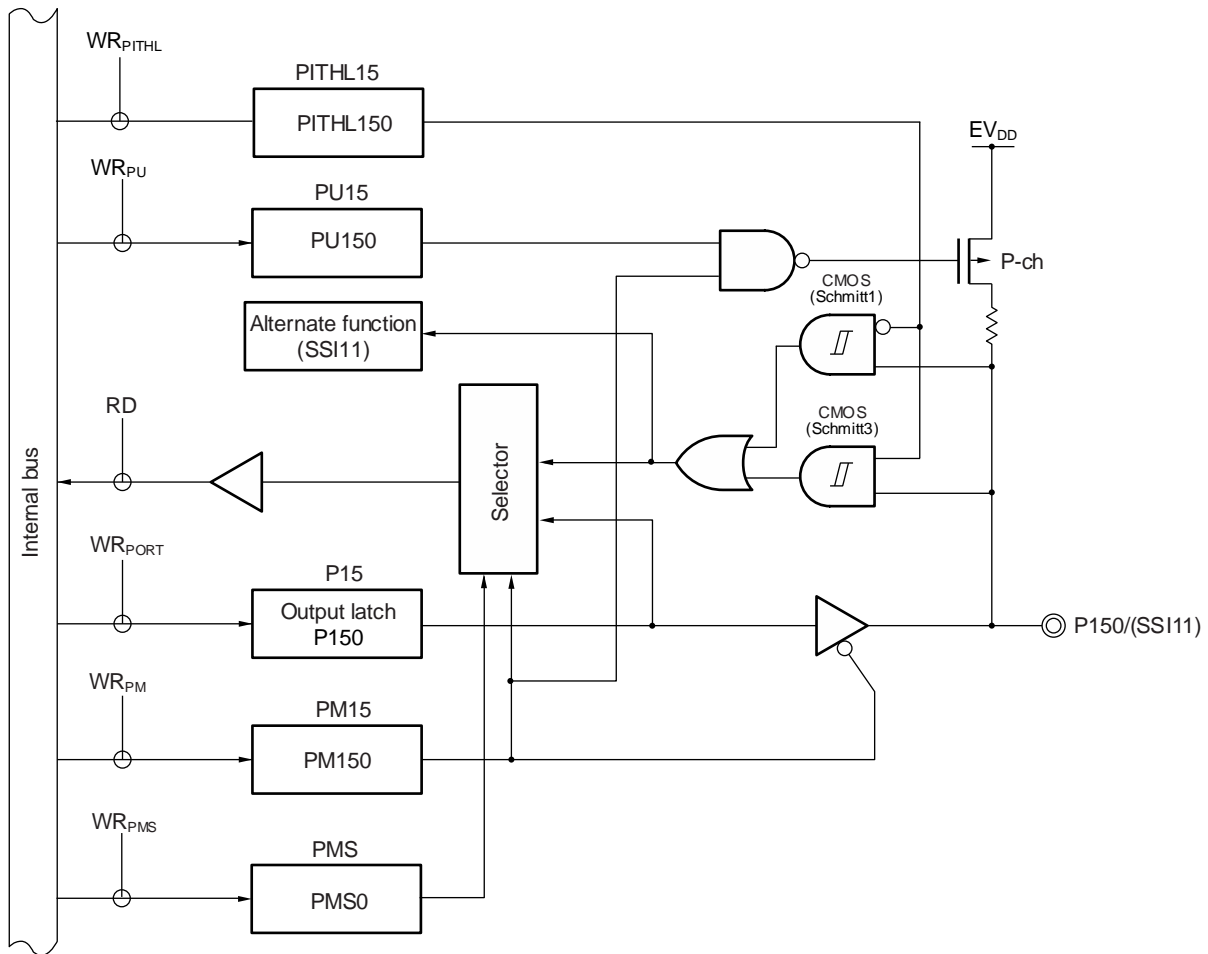 WRPITHL
PITHL15
PITHL150
EVDD
WRPU
PU15
PU150
P-ch
CMOS
(Schmitt1)
Alternate function
(SSI11)
RD
Selector
CMOS
(Schmitt3)
Internal bus
WRPORT
P15
Output latch
P150
P150/(SSI11)
WRPM
PM15
PM150
WRPMS
PMS
PMS0